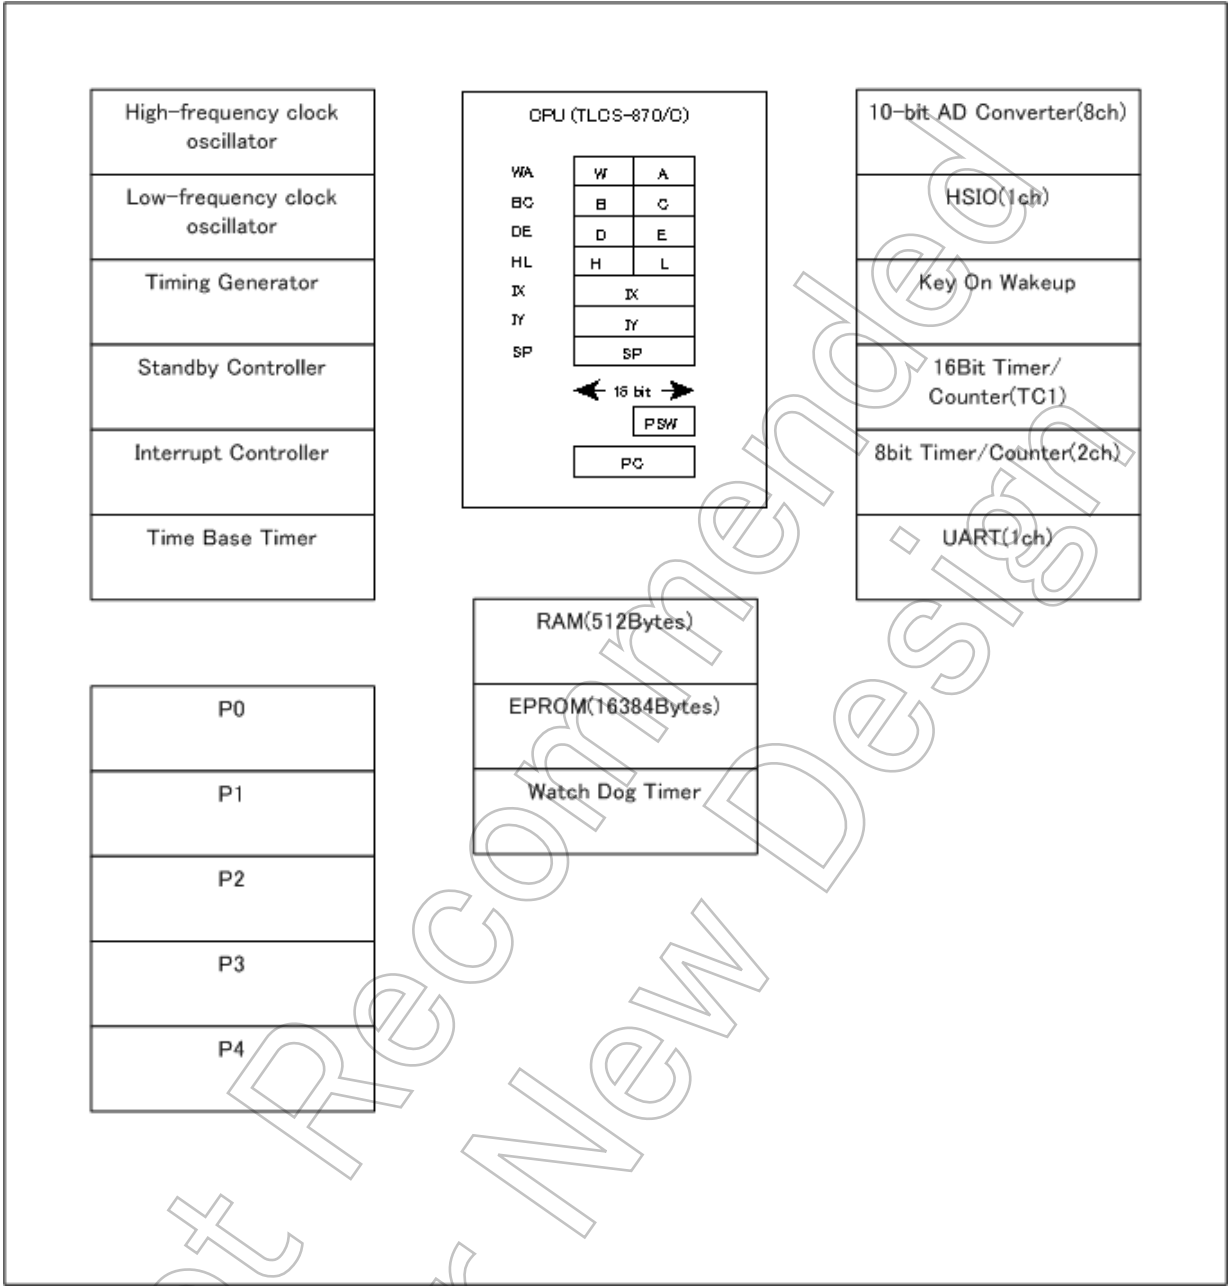 High-frequency clock
oscillator
Low-frequency clock
oscillator
Timing Generator
Standby Controller
Interrupt Controller
Time Base Timer
CPU (TLCS-870/C)
WA W A
BC B C
DE D E
HL H L
IX IX
IY IY
SP SP
16 bit
PSW
PC
10-bit AD Converter(8ch)
HSIO(1ch)
Key On Wakeup
16Bit Timer/
Counter(TC1)
8bit Timer/Counter(2ch)
UART(1ch)
RAM(512Bytes)
EPROM(16384Bytes)
Watch Dog Timer
P0
P1
P2
P3
P4
ot Recommended
r New Design